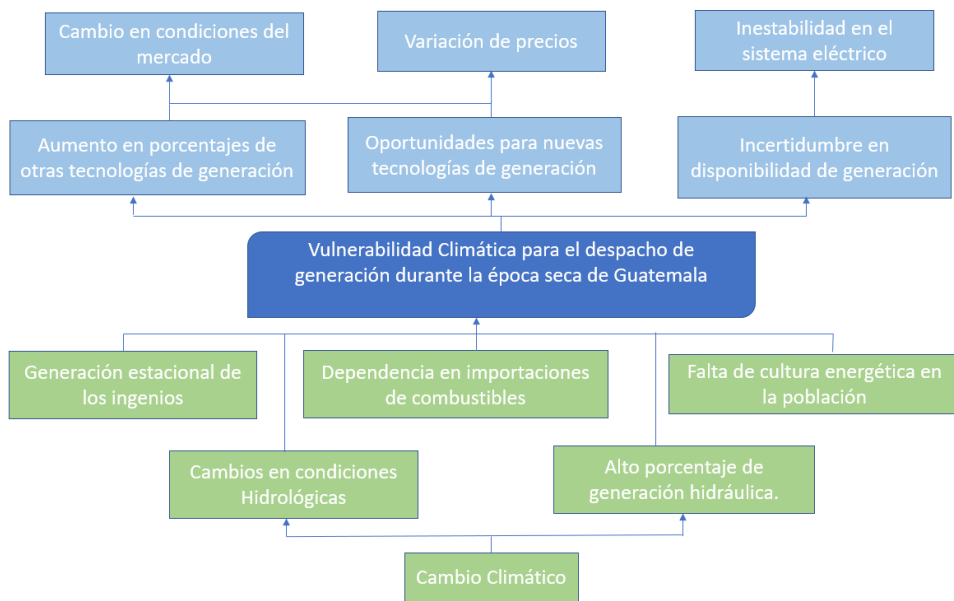 Cambio en condiciones del
mercado
Variación de precios
Inestabilidad en el
sistema eléctrico
Aumento en porcentajes de
otras tecnologías de generación
Oportunidades para nuevas
tecnologías de generación
Incertidumbre en
disponibilidad de generación
Vulnerabilidad Climática para el despacho de
generación durante la época seca de Guatemala
Generación estacional de
los ingenios
Dependencia en importaciones
de combustibles
Falta de cultura energética en
la población
Cambios en condiciones
Hidrológicas
Alto porcentaje de
generación hidráulica.
Cambio Climático